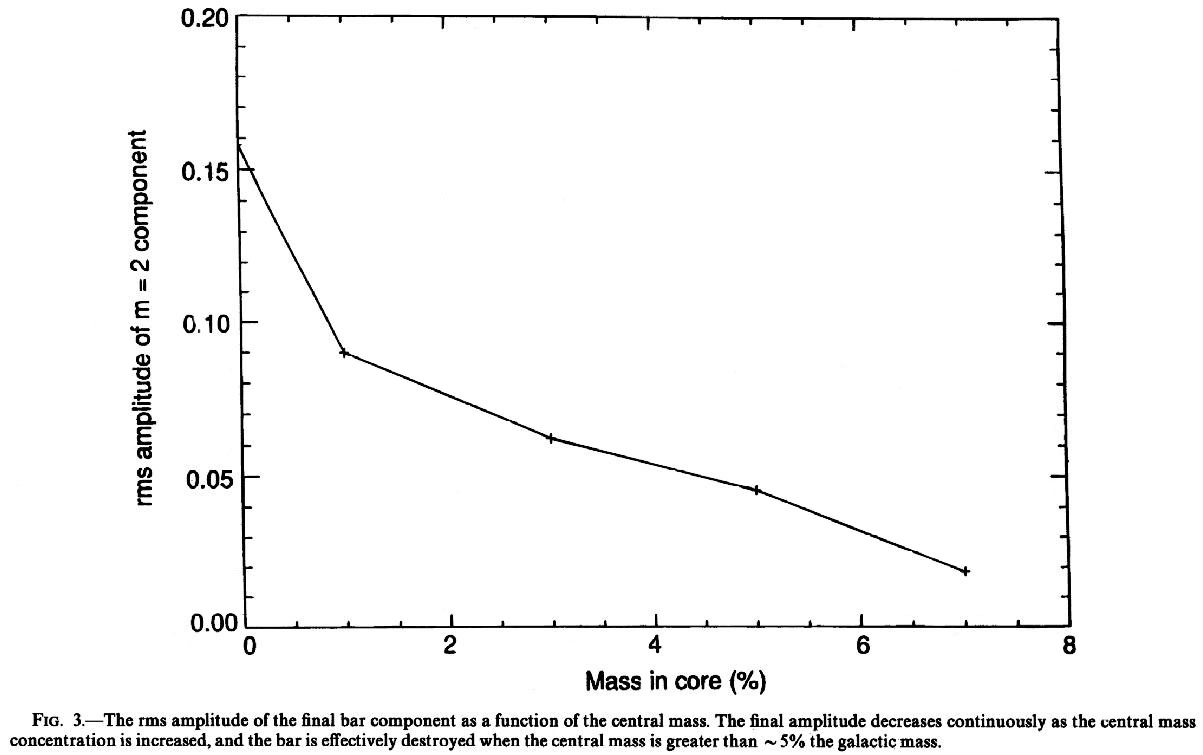 0.20
0.15
0.10
0.05
0.00
rms amplitude of m = 2 component
0 2 4 6 8
Mass in core (%)
FIG. 3.—The rms amplitude of the final bar component as a function of the central mass. The final amplitude decreases continuously as the central mass
concentration is increased, and the bar is effectively destroyed when the central mass is greater than ~5% the galactic mass.